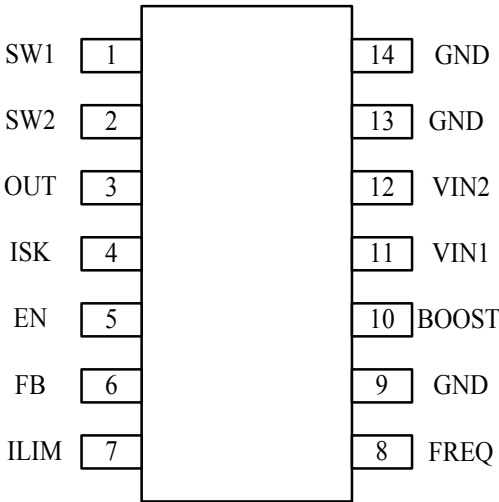 SW1 1 14 GND
SW2 2 13 GND
OUT 3 12 VIN2
ISK 4 11 VIN1
EN 5 10 BOOST
FB 6 9 GND
ILIM 7 8 FREQ